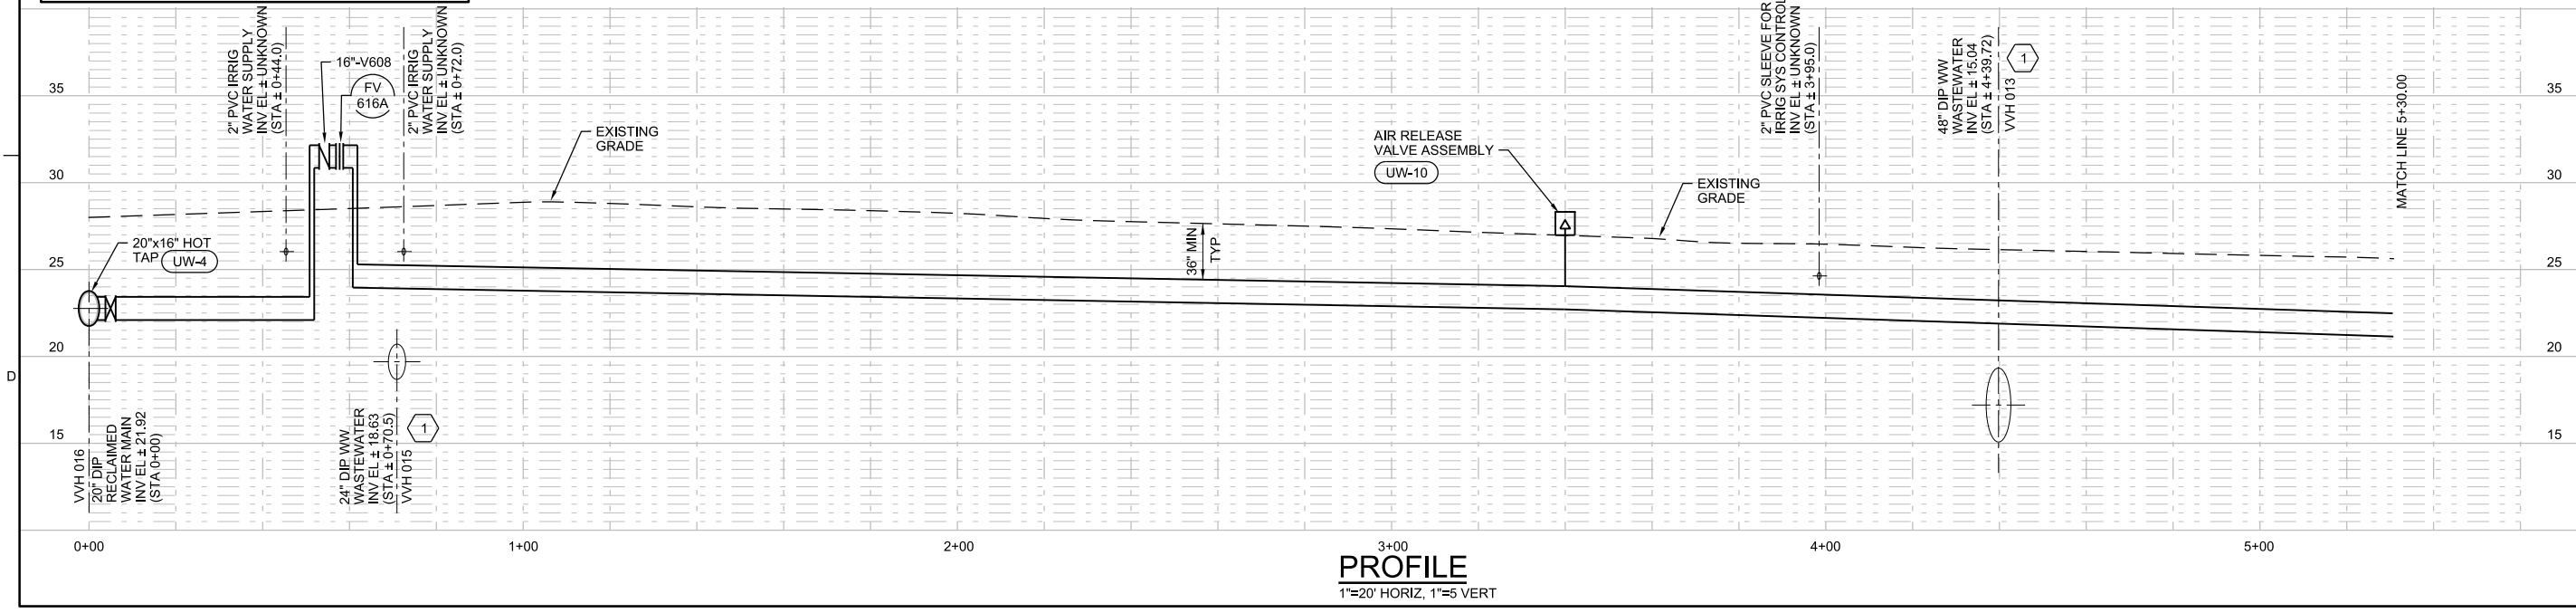 2" PVC IRRIG
WATER SUPPLY
INV EL ± UNKNOWN
(STA ± 0+44.0)
16"-V608
FV
616A
2" PVC IRRIG
WATER SUPPLY
INV EL ± UNKNOWN
(STA ± 0+72.0)
2" PVC SLEEVE FOR
IRRIG SYS CONTROL
INV EL ± UNKNOWN
(STA ± 3+95.0)
48" DIP WW
WASTEWATER
INV EL ± 15.04
(STA ± 4+39.72)
VVH 013
1
MATCH LINE 5+30.00
35
35
EXISTING
GRADE
AIR RELEASE
VALVE ASSEMBLY
UW-10
30
30
EXISTING
GRADE
20"x16" HOT
TAP UW-4
36" MIN
TYP
25
25
20
20
D
15
15
VVH 016
20" DIP
RECLAIMED
WATER MAIN
INV EL ± 21.92
(STA 0+00)
24" DIP WW
WASTEWATER
INV EL ± 18.63
(STA ± 0+70.5)
VVH 015
1
0+00
1+00
2+00
3+00
4+00
5+00
PROFILE
1"=20' HORIZ, 1"=5 VERT